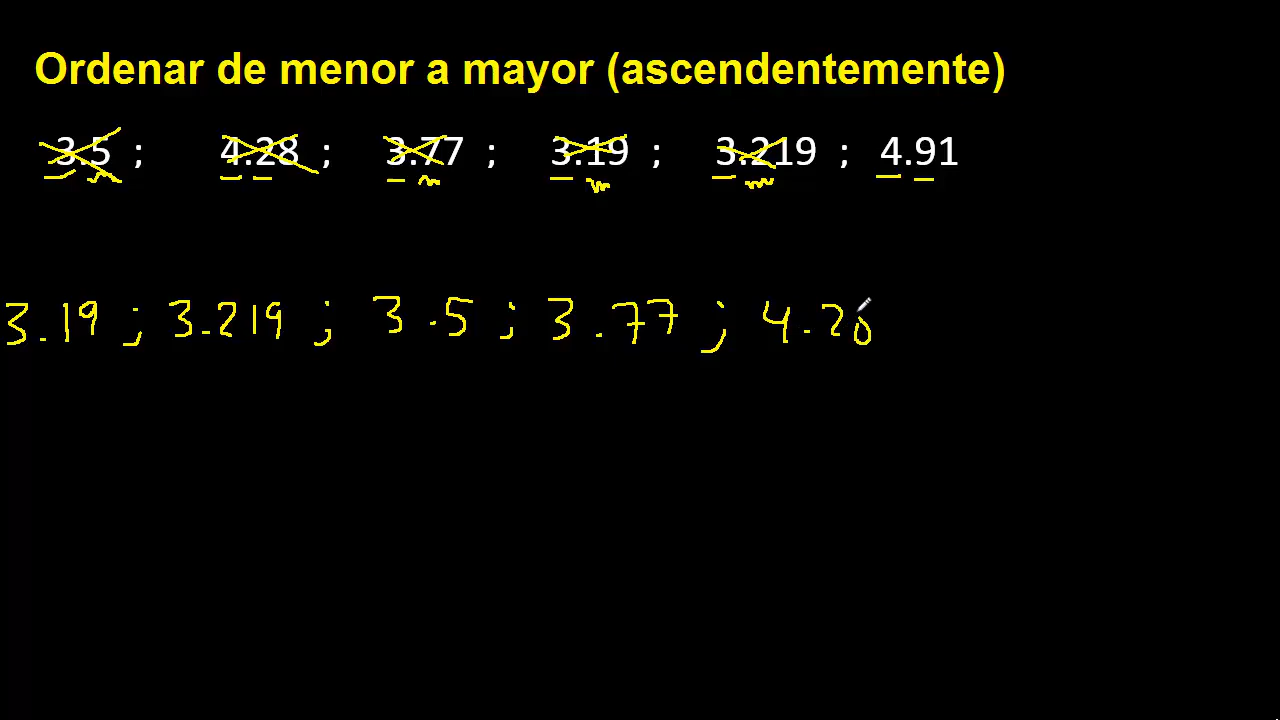 Ordenar de menor a mayor (ascendentemente)
3.5 ; 4.28 ; 3.77 ; 3.19 ; 3.219 ; 4.91
3.19 ; 3.219 ; 3.5 ; 3.77 ; 4.28